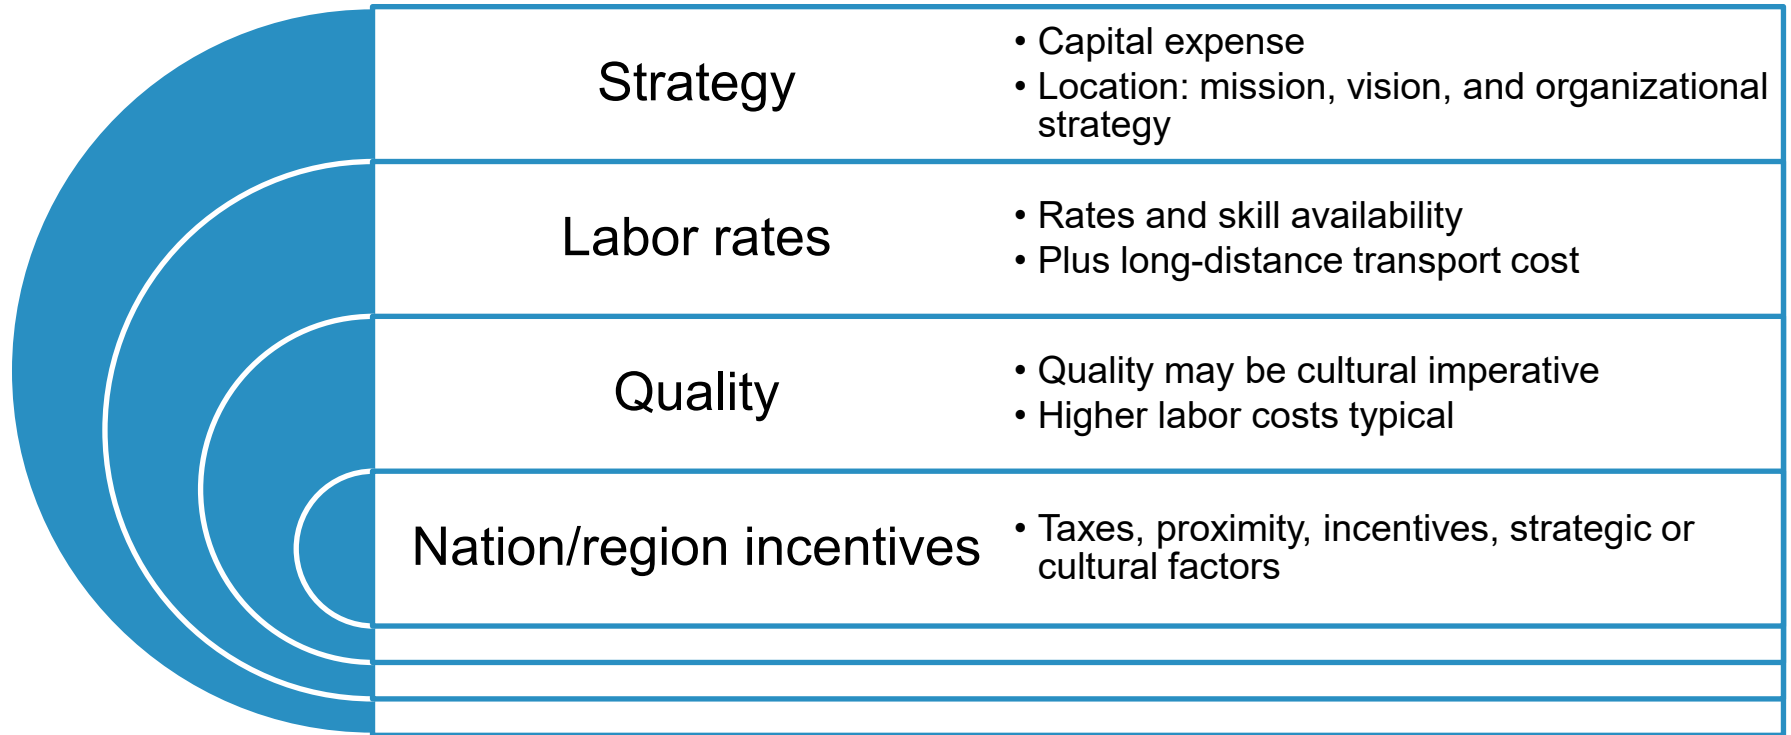 Strategy
• Capital expense
• Location: mission, vision, and organizational
strategy
Labor rates
• Rates and skill availability
• Plus long-distance transport cost
Quality
• Quality may be cultural imperative
• Higher labor costs typical
Nation/region incentives
• Taxes, proximity, incentives, strategic or
cultural factors